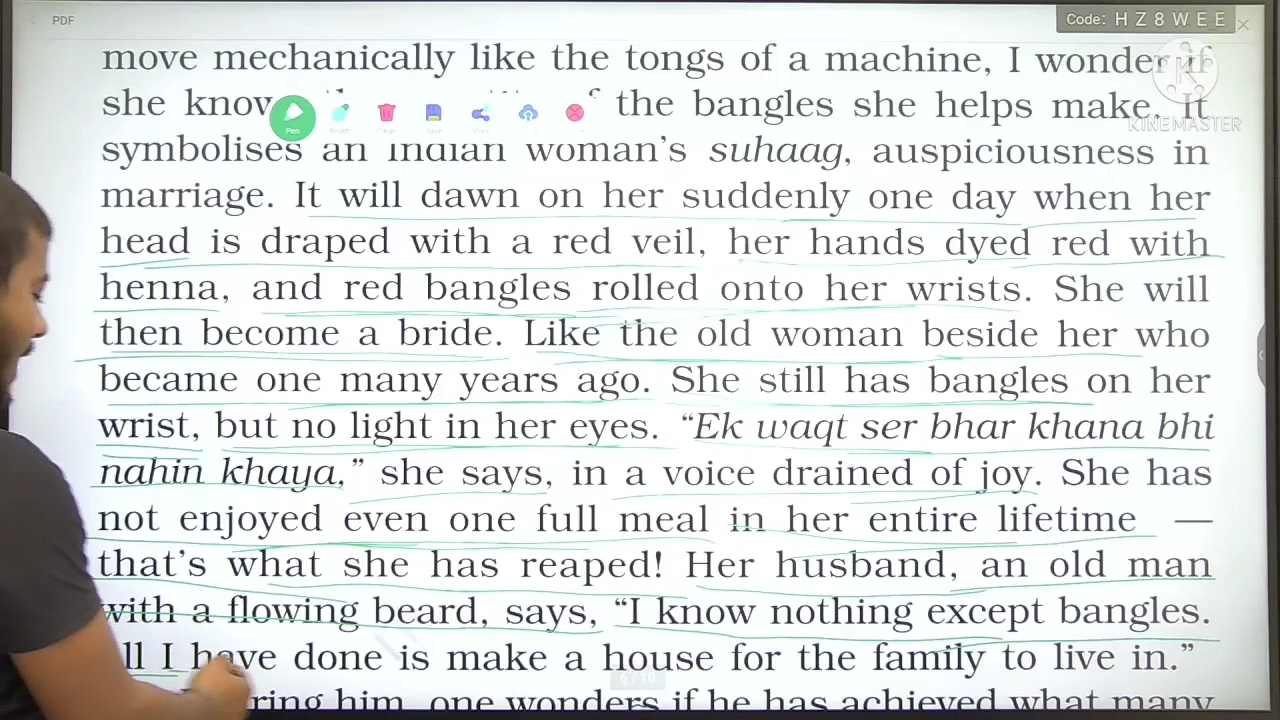 PDF
Code: HZ8WEE
KINEMASTER
move mechanically like the tongs of a machine, I wonder if
she know the bangles she helps make. It
Pen
symbolises an Indian woman's suhaag, auspiciousness in
marriage. It will dawn on her suddenly one day when her
head is draped with a red veil, her hands dyed red with
henna, and red bangles rolled onto her wrists. She will
then become a bride. Like the old woman beside her who
became one many years ago. She still has bangles on her
wrist, but no light in her eyes. “Ek waqt ser bhar khana bhi
nahin khaya,” she says, in a voice drained of joy. She has
not enjoyed even one full meal in her entire lifetime —
that's what she has reaped! Her husband, an old man
with a flowing beard, says, “I know nothing except bangles.
ll I have done is make a house for the family to live in.”
6 / 10
ring him, one wonders if he has achieved what many